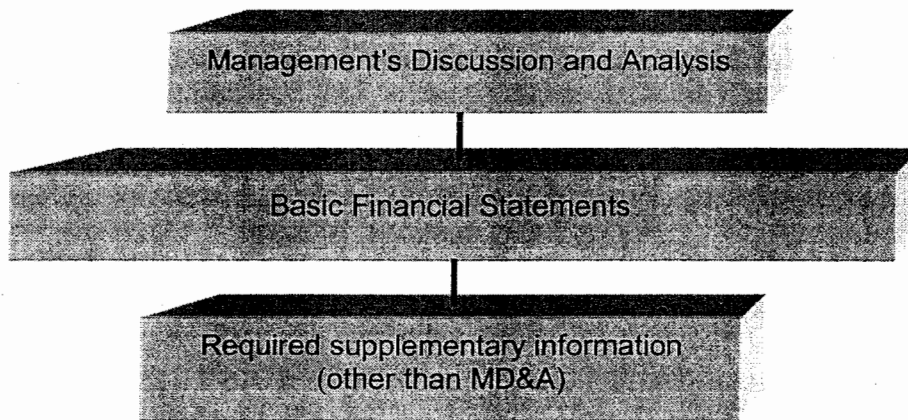 Management's Discussion and Analysis
Basic Financial Statements
Required supplementary information
(other than MD&A)